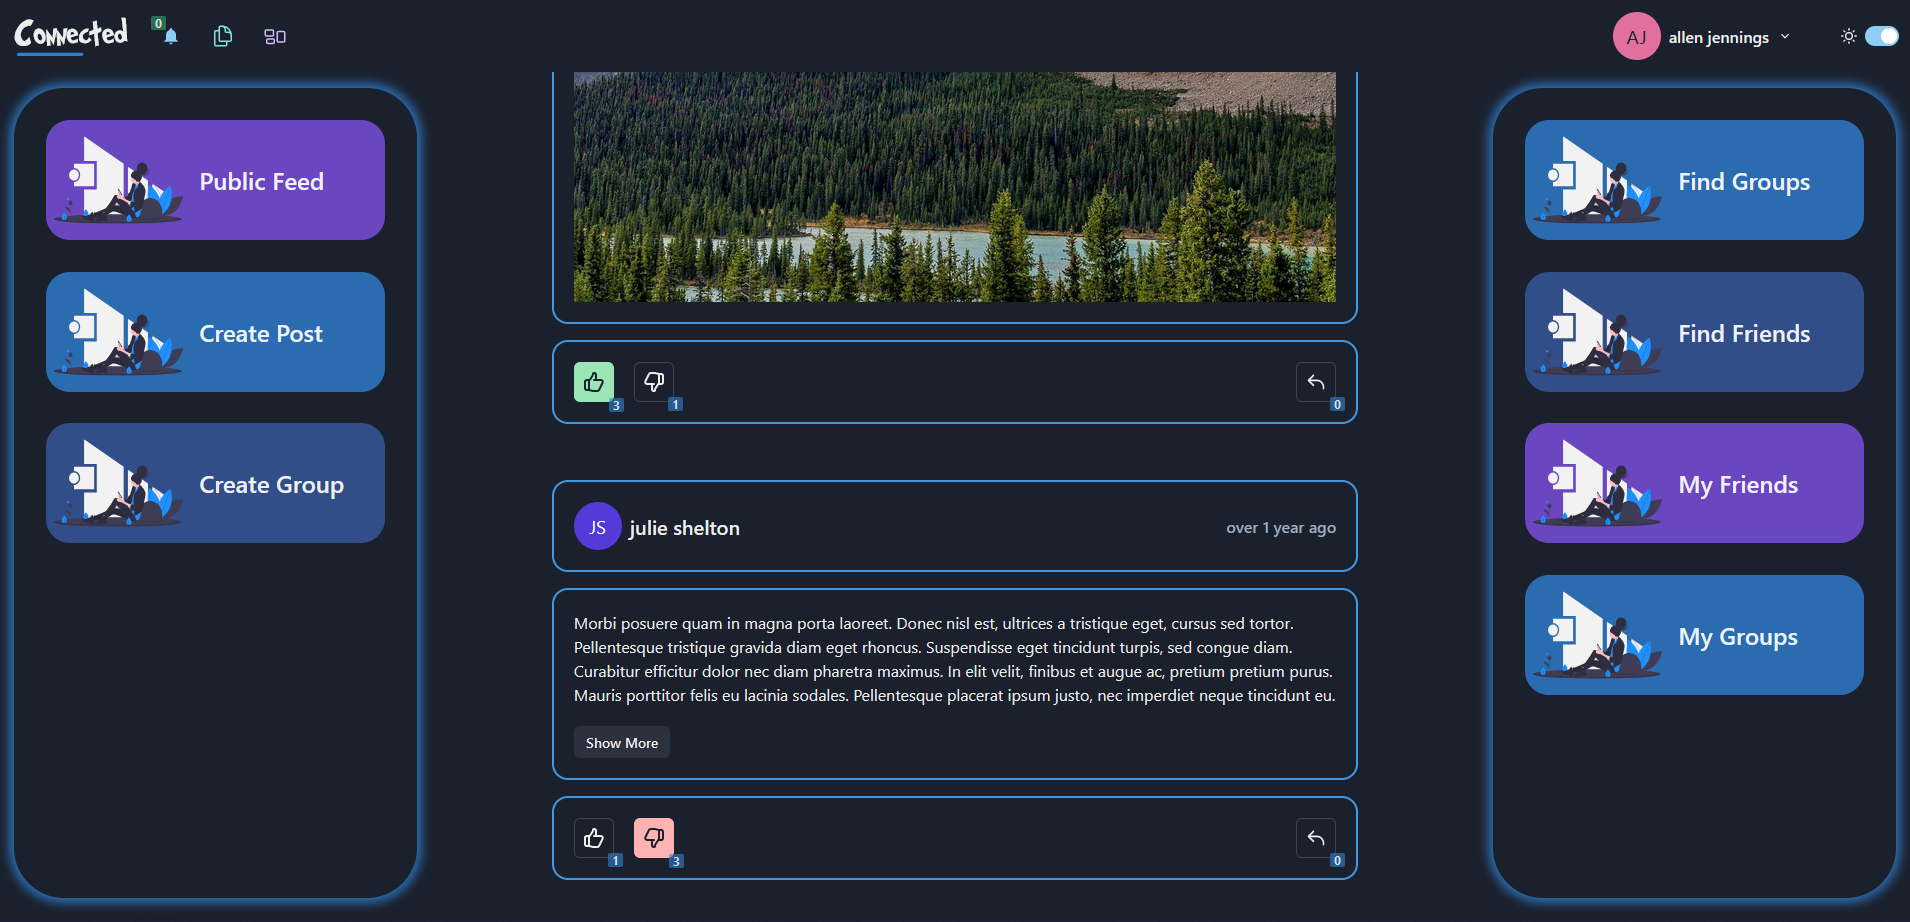 Connected
0
AJ
allen jennings
Public Feed
Create Post
Create Group
3
1
0
JS
julie shelton
over 1 year ago
Morbi posuere quam in magna porta laoreet. Donec nisl est, ultrices a tristique eget, cursus sed tortor.
Pellentesque tristique gravida diam eget rhoncus. Suspendisse eget tincidunt turpis, sed congue diam.
Curabitur efficitur dolor nec diam pharetra maximus. In elit velit, finibus et augue ac, pretium pretium purus.
Mauris porttitor felis eu lacinia sodales. Pellentesque placerat ipsum justo, nec imperdiet neque tincidunt eu.
Show More
1
3
0
Find Groups
Find Friends
My Friends
My Groups